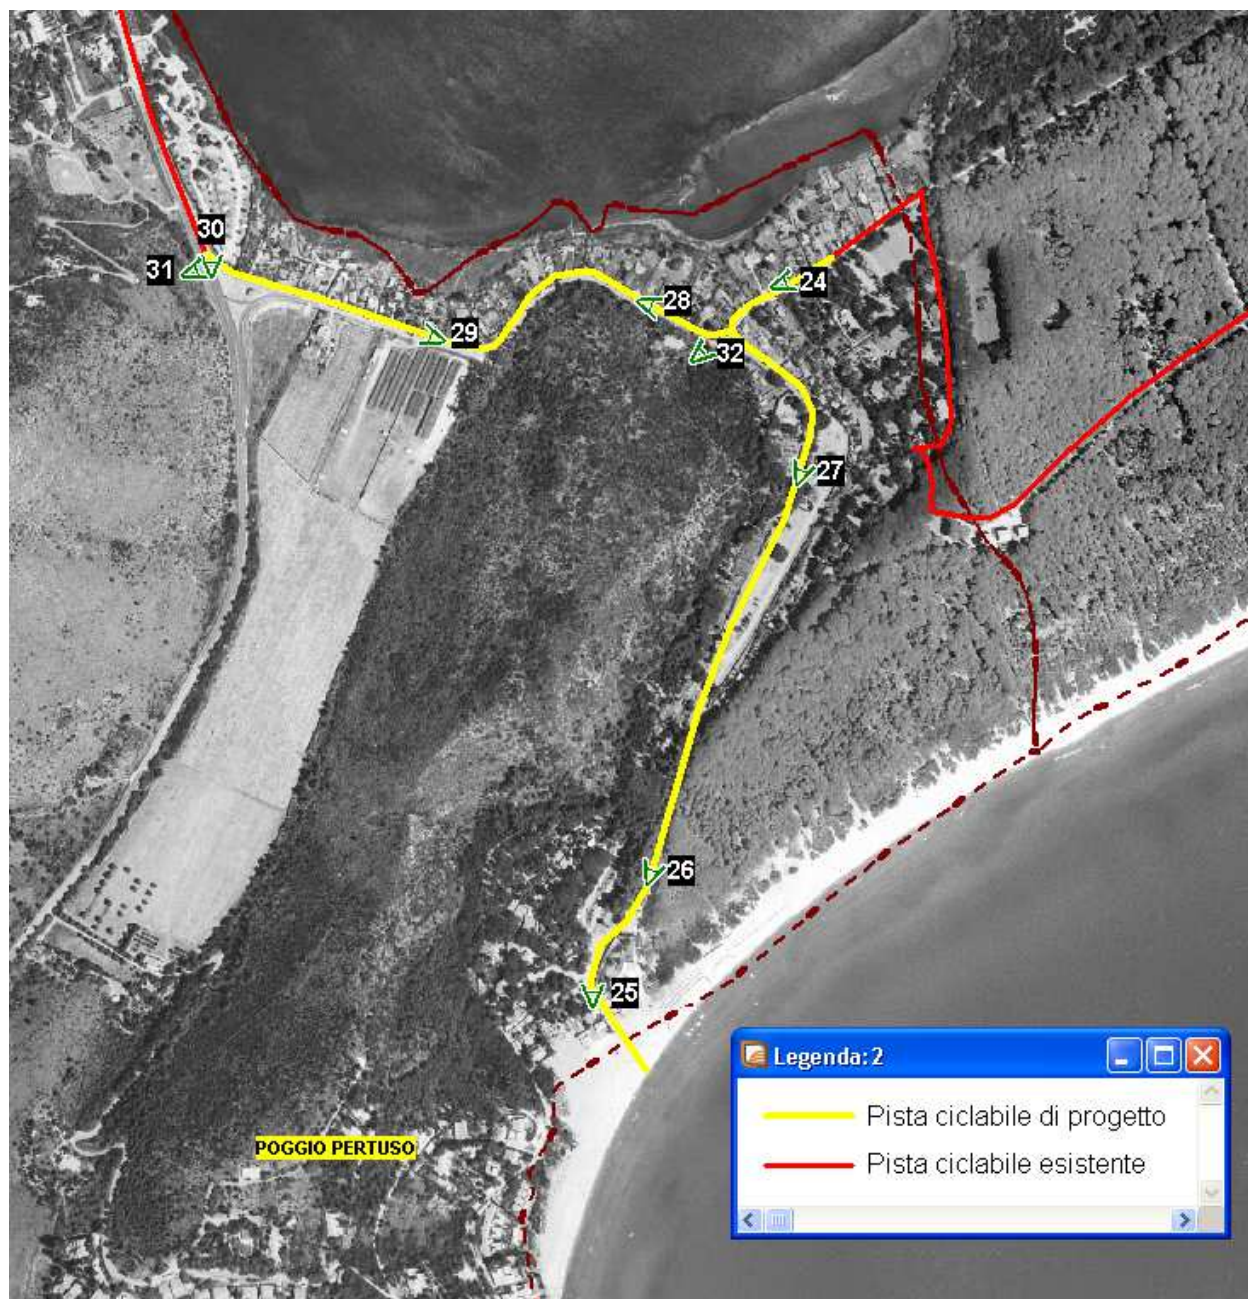 30
31
24
28
29
32
27
26
25
Legenda: 2
Pista ciclabile di progetto
Pista ciclabile esistente
POGGIO PERTUSO